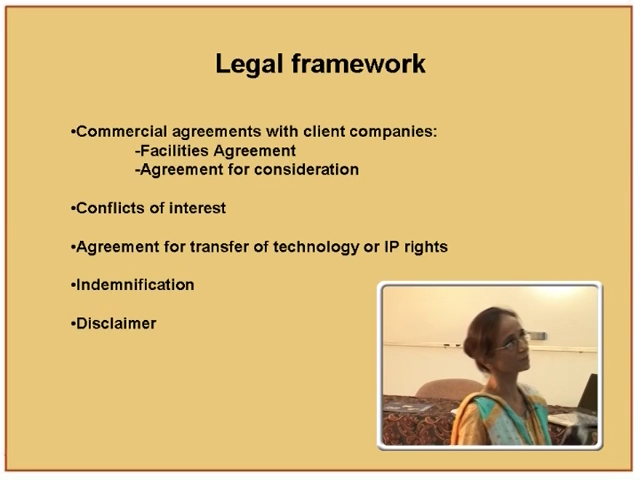 Legal framework
•Commercial agreements with client companies:
-Facilities Agreement
-Agreement for consideration
•Conflicts of interest
•Agreement for transfer of technology or IP rights
•Indemnification
•Disclaimer